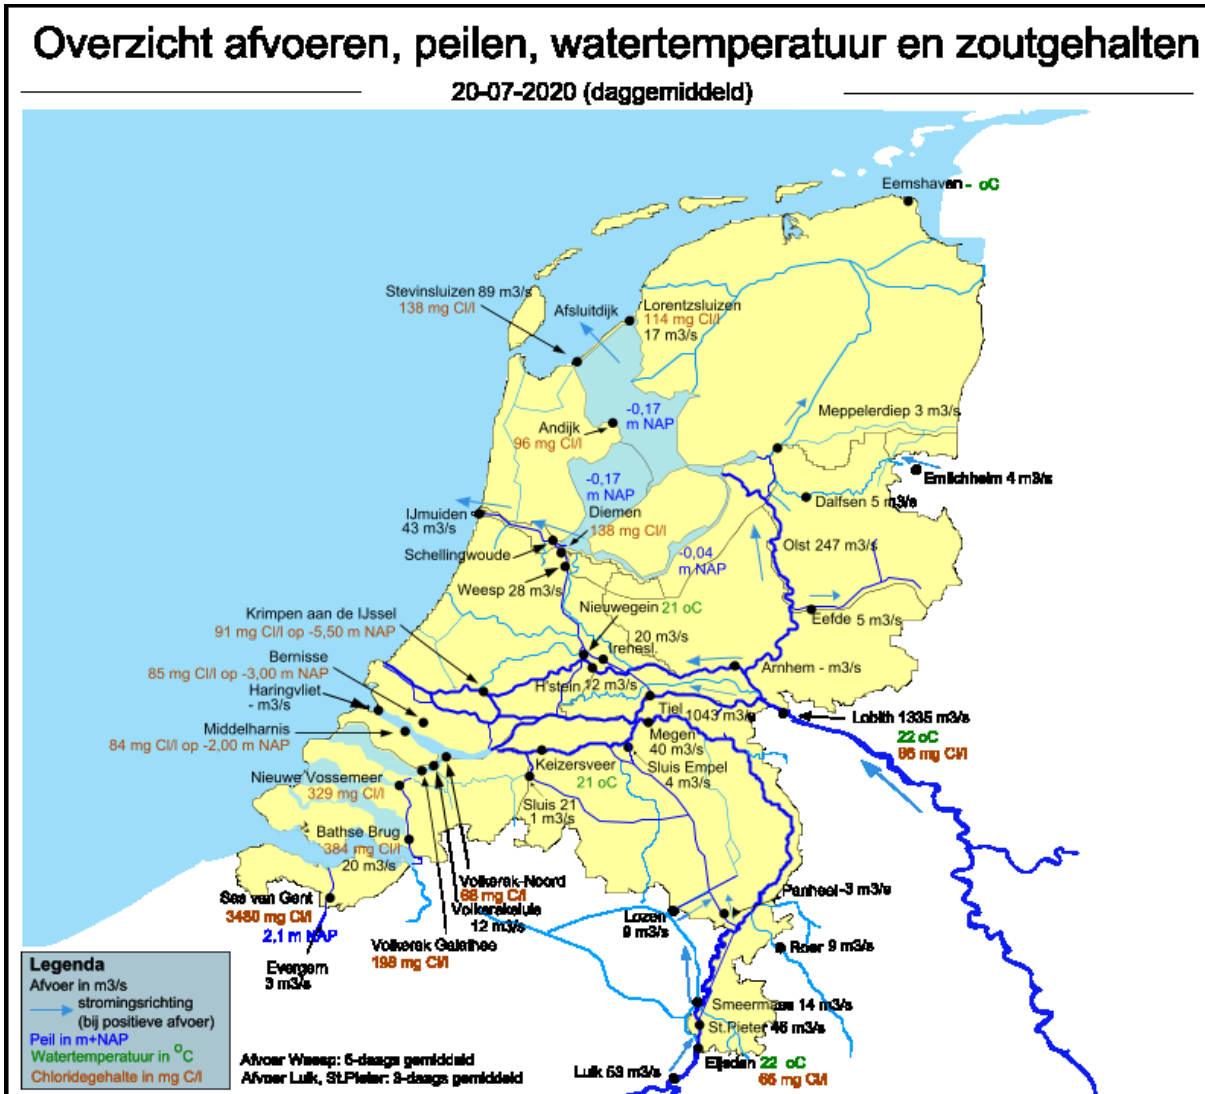 Overzicht afvoeren, peilen, watertemperatuur en zoutgehalten
20-07-2020 (daggemiddeld)
Eemshaven - oC
Stevinsluizen 89 m3/s
138 mg Cl/l
Afsluitdijk
Lorentzsluizen
114 mg Cl/l
17 m3/s
-0,17
m NAP
Meppelerdiep 3 m3/s
Andijk
96 mg Cl/l
Emlichheim 4 m3/s
-0,17
m NAP
Dalfsen 5 m3/s
IJmuiden
43 m3/s
Diemen
138 mg Cl/l
Schellingwoude
Olst 247 m3/s
-0,04
m NAP
Weesp 28 m3/s
Krimpen aan de IJssel
91 mg Cl/l op -5,50 m NAP
Nieuwegein 21 oC
Eefde 5 m3/s
20 m3/s
Irenesl.
Bernisse
85 mg Cl/l op -3,00 m NAP
Arnhem - m3/s
Haringvliet
- m3/s
H'stein 12 m3/s
Tiel 1043 m3/s
Lobith 1335 m3/s
22 oC
86 mg Cl/l
Middelharnis
84 mg Cl/l op -2,00 m NAP
Megen
40 m3/s
Keizersveer
21 oC
Sluis Empel
4 m3/s
Nieuwe Vossemeer
329 mg Cl/l
Sluis 21
1 m3/s
Bathse Brug
384 mg Cl/l
20 m3/s
Volkerak-Noord
68 mg Cl/l
Volkeraksluis
12 m3/s
Volkerak Galathee
198 mg Cl/l
Sas van Gent
3480 mg Cl/l
2,1 m NAP
Evergem
3 m3/s
Panheel -3 m3/s
Lozen
9 m3/s
Roer 9 m3/s
Smeermaas 14 m3/s
St.Pieter 46 m3/s
Eijsden 22 oC
66 mg Cl/l
Luik 53 m3/s
Legenda
Afvoer in m3/s
stromingsrichting
(bij positieve afvoer)
Peil in m+NAP
Watertemperatuur in °C
Chloridegehalte in mg C/l
Afvoer Weesp: 5-daags gemiddeld
Afvoer Luik, St.Pieter: 3-daags gemiddeld